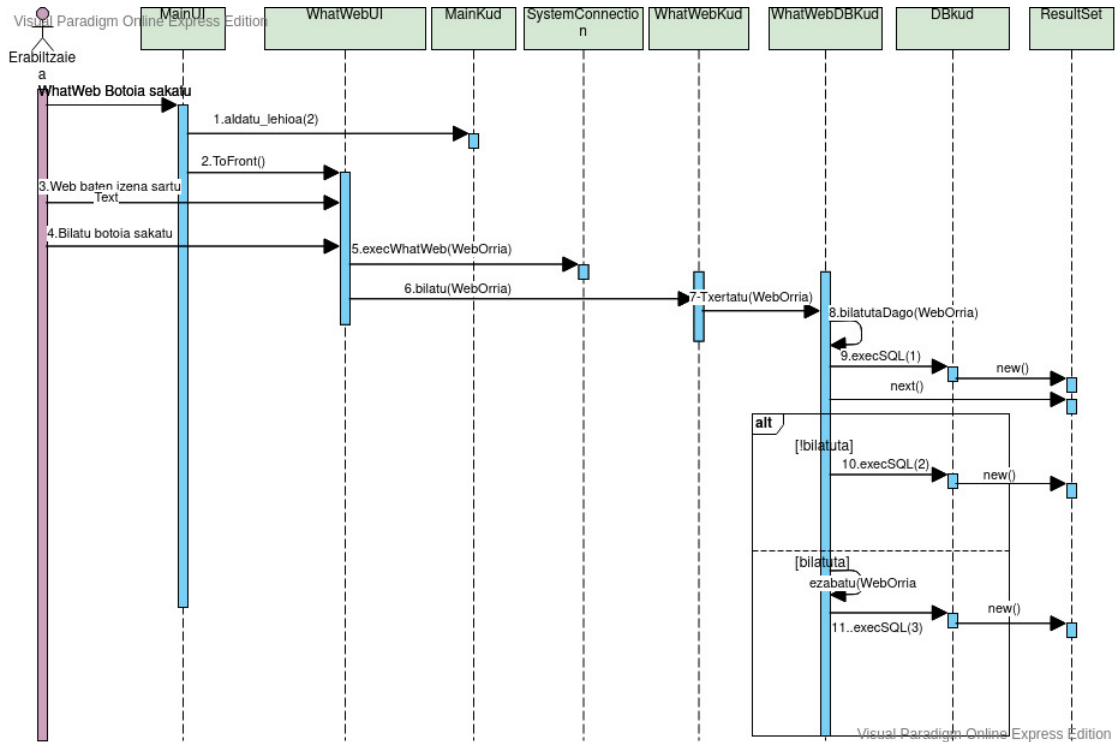 Visual Paradigm Online Express Edition
MainUI
WhatWebUI
MainKud
SystemConnectio
n
WhatWebKud
WhatWebDBKud
DBkud
ResultSet
Erabiltzaie
a
WhatWeb Botoia sakatu
1.aldatu_lehioa(2)
2.ToFront()
3.Web baten izena sartu
Text
4.Bilatu botoia sakatu
5.execWhatWeb(WebOrria)
6.bilatu(WebOrria)
7-Txertatu(WebOrria)
8.bilatutaDago(WebOrria)
9.execSQL(1)
new()
next()
alt
[!bilatuta]
10.execSQL(2)
new()
[bilatuta]
ezabatu(WebOrria
new()
11..execSQL(3)
Visual Paradigm Online Express Edition